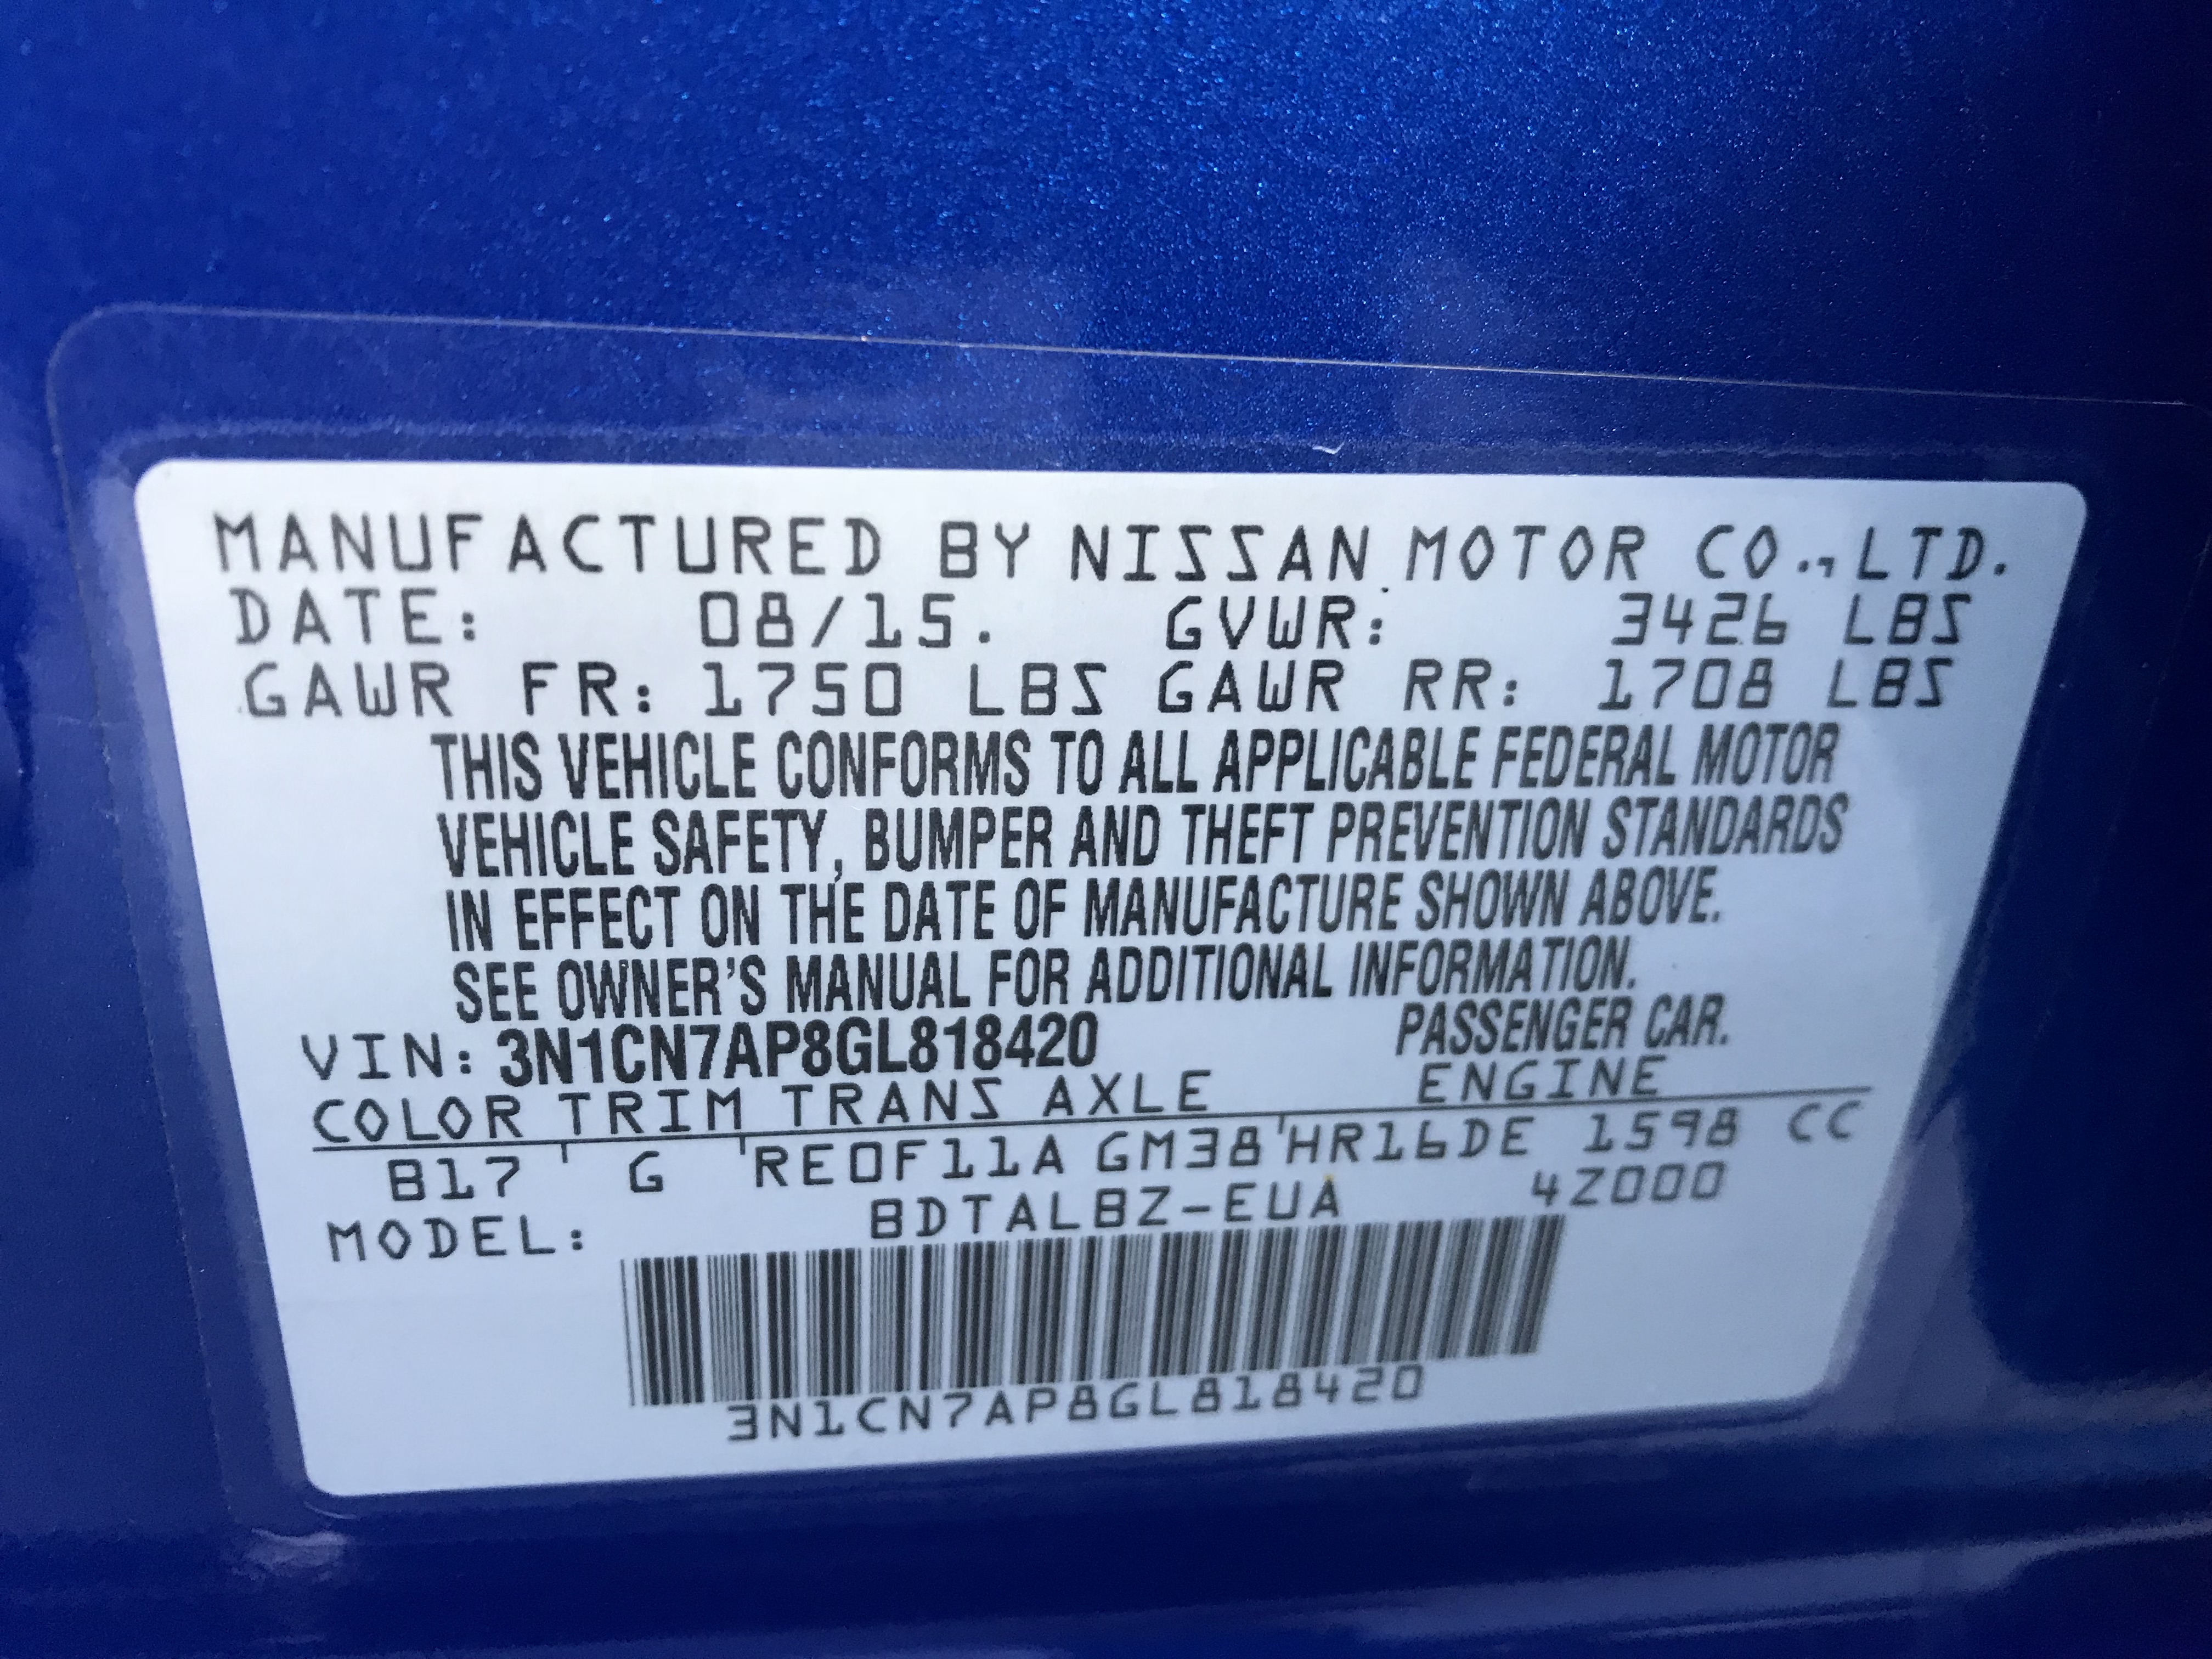 MANUFACTURED BY NISSAN MOTOR CO., LTD.
DATE: 08/15. GVWR: 3426 LBS
GAWR FR: 1750 LBS GAWR RR: 1708 LBS
THIS VEHICLE CONFORMS TO ALL APPLICABLE FEDERAL MOTOR
VEHICLE SAFETY, BUMPER AND THEFT PREVENTION STANDARDS
IN EFFECT ON THE DATE OF MANUFACTURE SHOWN ABOVE.
SEE OWNER'S MANUAL FOR ADDITIONAL INFORMATION.
VIN: 3N1CN7AP8GL818420 PASSENGER CAR.
COLOR TRIM TRANS AXLE ENGINE
B17 G RE0F11A GM38 HR16DE 1598 CC
MODEL: BDTALBZ-EUA 4Z000
3N1CN7AP8GL818420